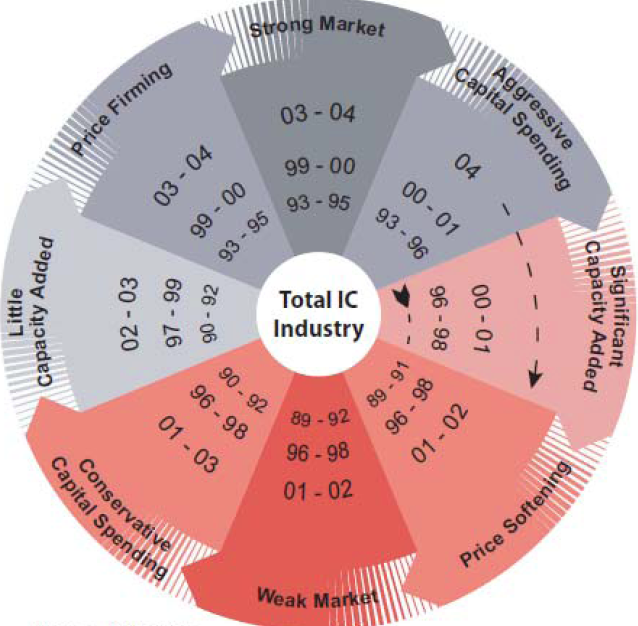 Strong Market
03 - 04
99 - 00
93 - 95
Aggressive
Capital Spending
04
00 - 01
93 - 96
Significant
Capacity Added
00 - 01
96 - 98
Price Softening
89 - 91
96 - 98
01 - 02
Weak Market
89 - 92
96 - 98
01 - 02
Conservative
Capital Spending
90 - 92
96 - 98
01 - 03
Little
Capacity Added
02 - 03
97 - 99
90 - 92
Price Firming
03 - 04
99 - 00
93 - 95
Total IC
Industry